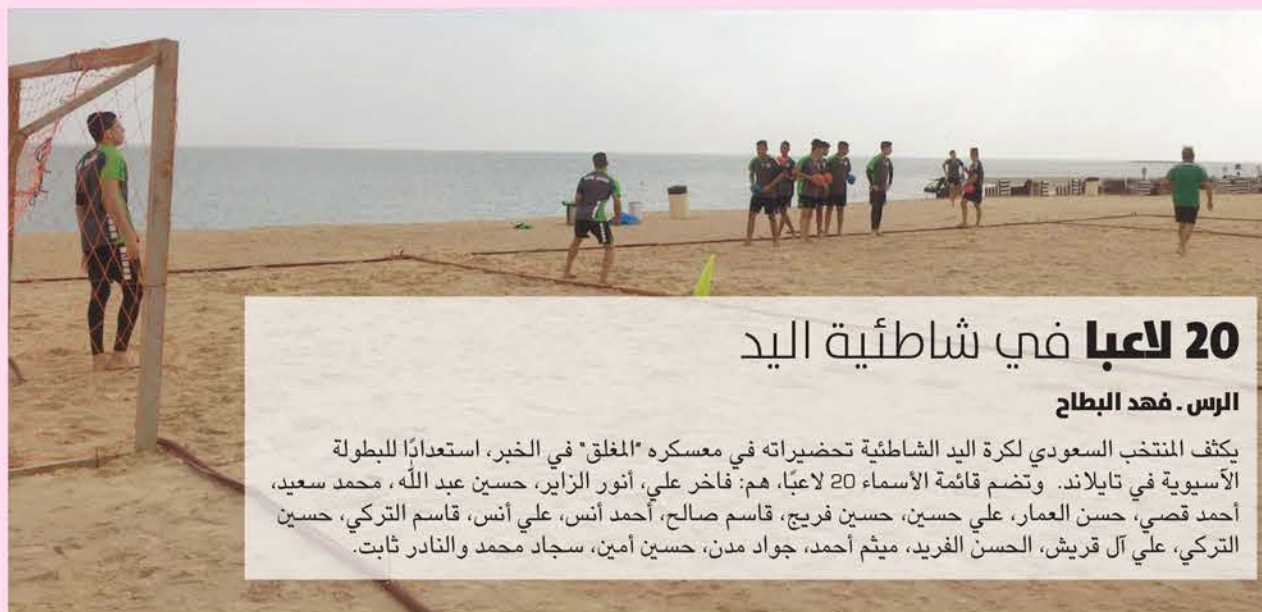 20 لاعبا في شاطئية اليد
الرس ـ فهد البطاح
يكثف المنتخب السعودي لكرة اليد الشاطئية تحضيراته في معسكره "المغلق" في الخبر، استعدادًا للبطولة
الآسيوية في تايلاند. وتضم قائمة الأسماء 20 لاعبًا، هم: فاخر علي، أنور الزاير، حسين عبد الله، محمد سعيد،
أحمد قصي، حسن العمار، علي حسين، حسين فريج، قاسم صالح، أحمد أنس، علي أنس، قاسم التركي، حسين
التركي، علي آل قريش، الحسن الفريد، ميثم أحمد، جواد مدن، حسين أمين، سجاد محمد والنادر ثابت.